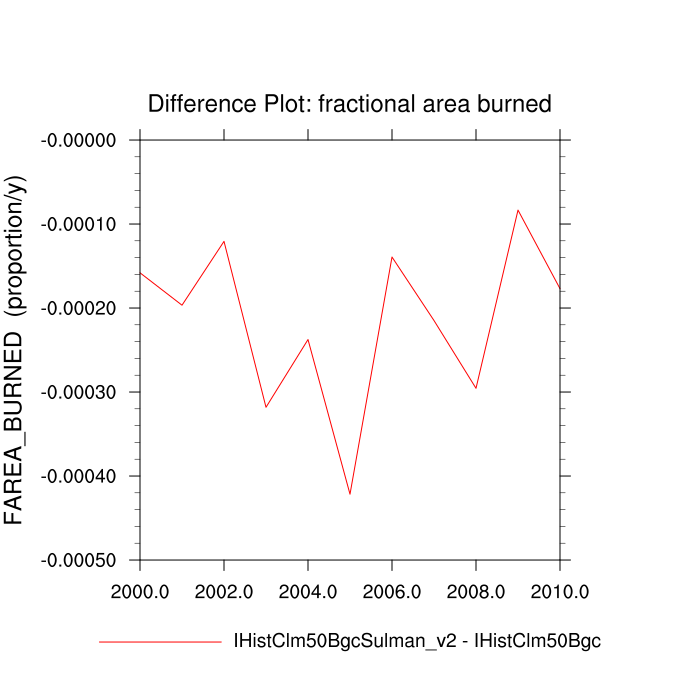 Difference Plot: fractional area burned
FAREA_BURNED (proportion/y)
-0.00000
-0.00010
-0.00020
-0.00030
-0.00040
-0.00050
2000.0 2002.0 2004.0 2006.0 2008.0 2010.0
IHistClm50BgcSulman_v2 - IHistClm50Bgc